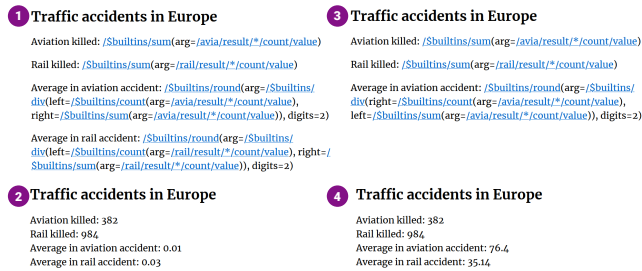 1 Traffic accidents in Europe
Aviation killed: /$builtins/sum(arg=/avia/result/*/count/value)
Rail killed: /$builtins/sum(arg=/rail/result/*/count/value)
Average in aviation accident: /$builtins/round(arg=/$builtins/
div(left=/$builtins/count(arg=/avia/result/*/count/value),
right=/$builtins/sum(arg=/avia/result/*/count/value)), digits=2)
Average in rail accident: /$builtins/round(arg=/$builtins/
div(left=/$builtins/count(arg=/rail/result/*/count/value), right=/
$builtins/sum(arg=/rail/result/*/count/value)), digits=2)
2 Traffic accidents in Europe
Aviation killed: 382
Rail killed: 984
Average in aviation accident: 0.01
Average in rail accident: 0.03
3 Traffic accidents in Europe
Aviation killed: /$builtins/sum(arg=/avia/result/*/count/value)
Rail killed: /$builtins/sum(arg=/rail/result/*/count/value)
Average in aviation accident: /$builtins/round(arg=/$builtins/
div(right=/$builtins/count(arg=/avia/result/*/count/value),
left=/$builtins/sum(arg=/avia/result/*/count/value)), digits=2)
4 Traffic accidents in Europe
Aviation killed: 382
Rail killed: 984
Average in aviation accident: 76.4
Average in rail accident: 35.14